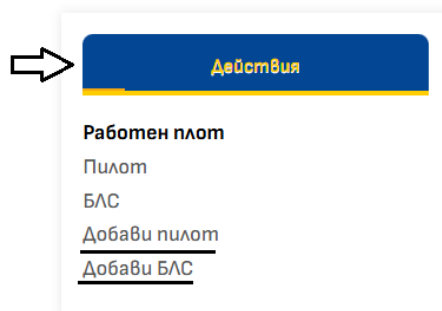 Действия
Работен плот
Пилот
БЛС
Добави пилот
Добави БЛС